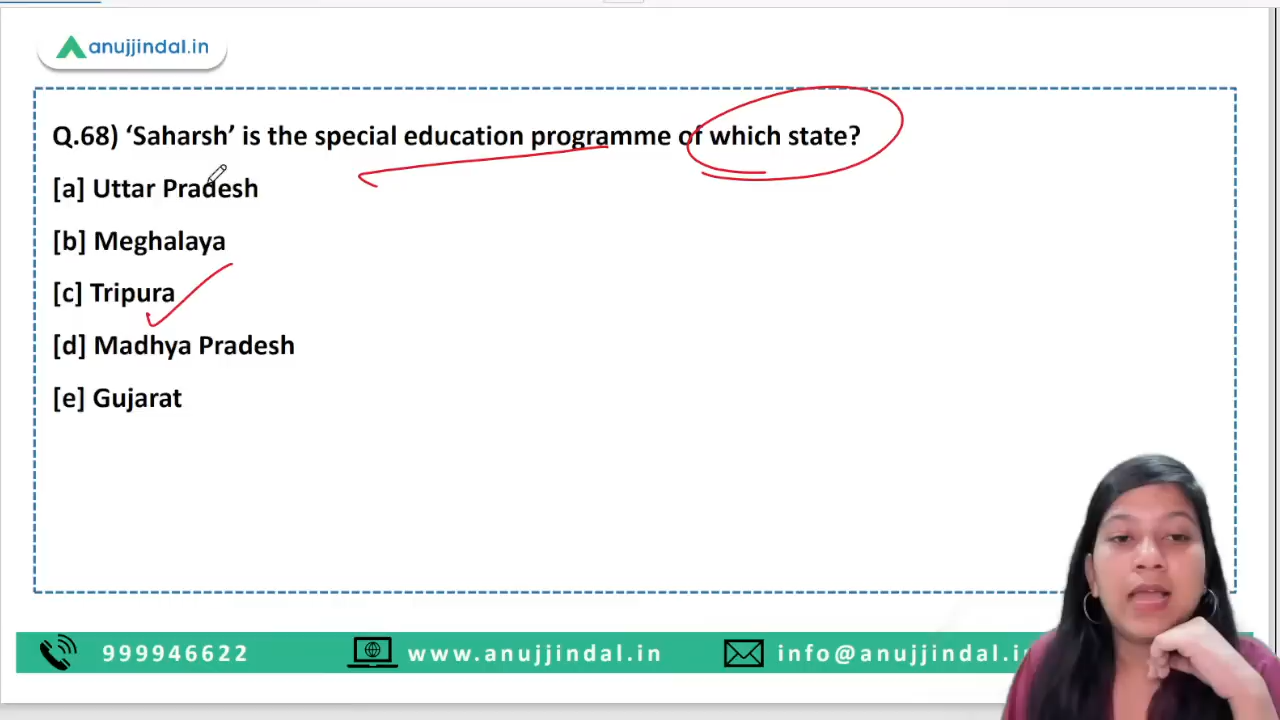 anujjindal.in
Q.68) ‘Saharsh’ is the special education programme of which state?
[a] Uttar Pradesh
[b] Meghalaya
[c] Tripura
[d] Madhya Pradesh
[e] Gujarat
999946622 www.anujjindal.in info@anujjindal.in